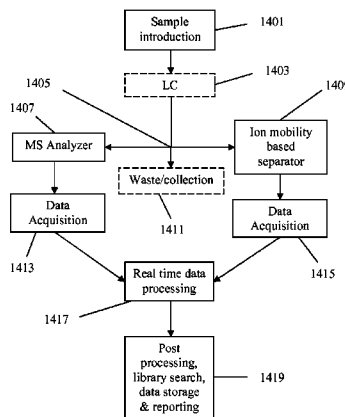 Sample
introduction
1401
LC
1403
1405
1407
MS Analyzer
Ion mobility
based
separator
1409
Waste/collection
1411
Data
Acquisition
1413
Data
Acquisition
1415
Real time data
processing
1417
Post
processing,
library search,
data storage
& reporting
1419